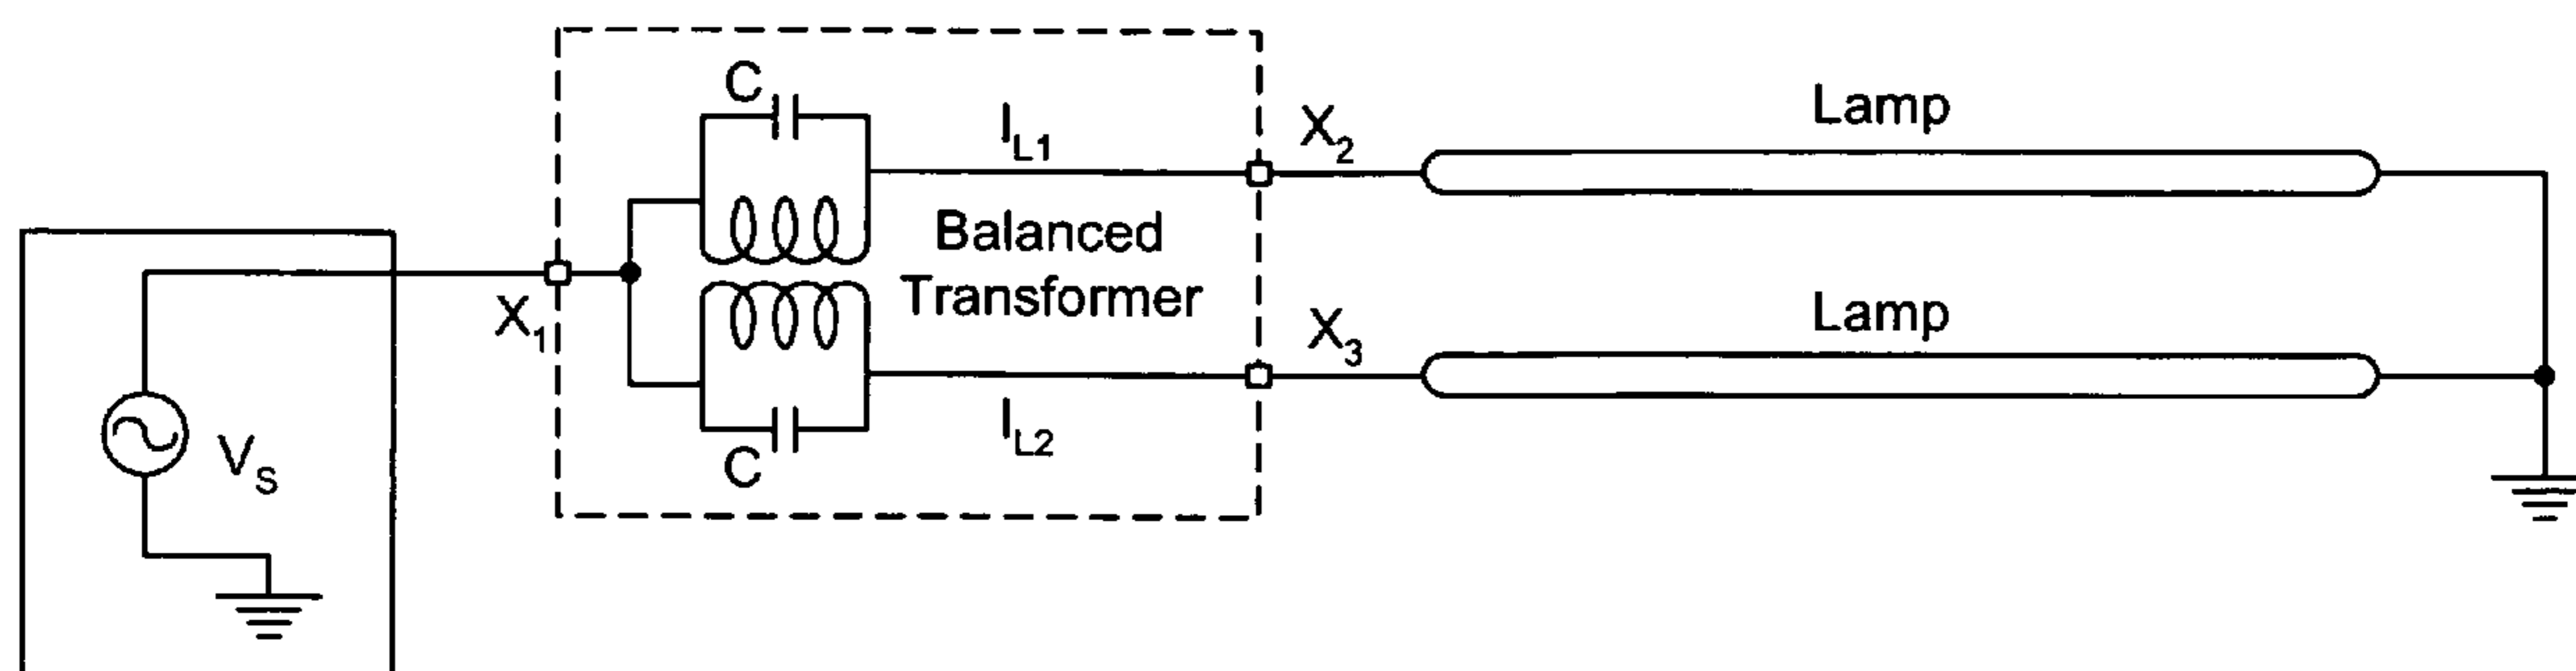 C
I_L1
X_2
Lamp
Balanced
Transformer
X_1
Lamp
X_3
V_S
I_L2
C